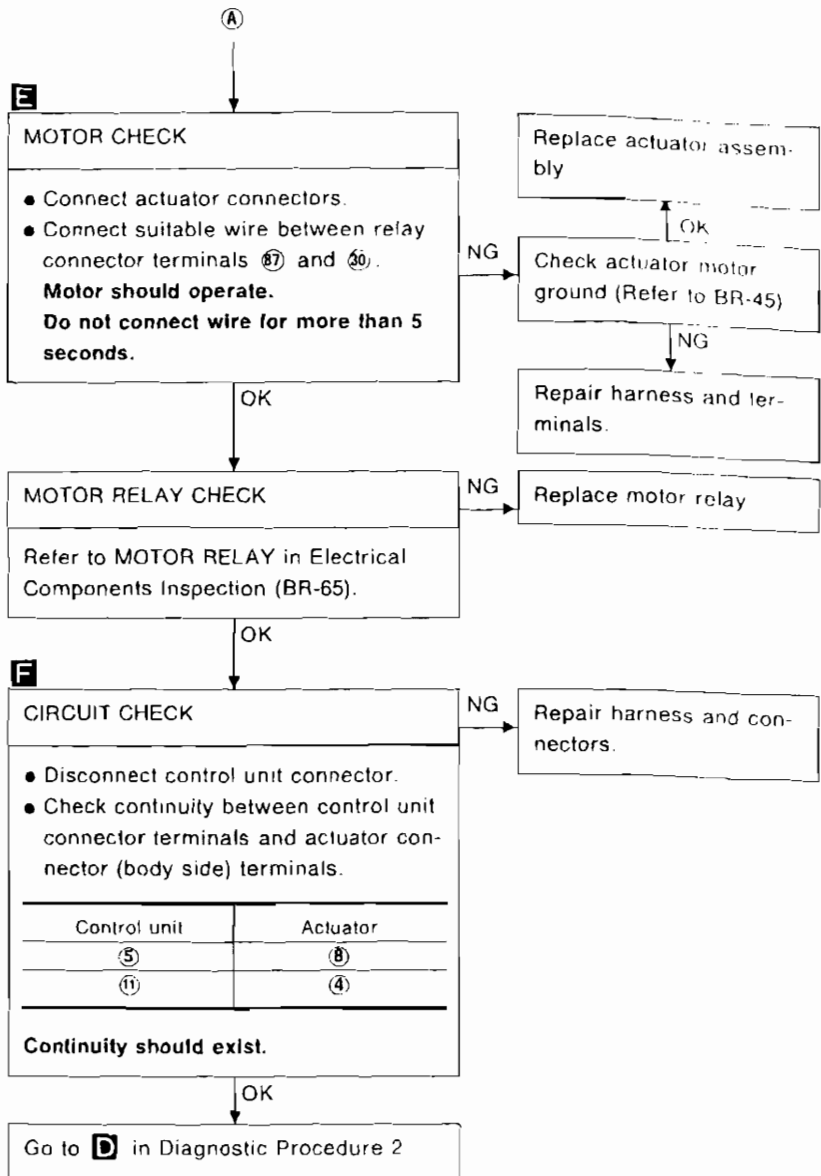 Ⓐ
E
MOTOR CHECK
● Connect actuator connectors.
● Connect suitable wire between relay
connector terminals ㊇ and ㉚.
Motor should operate.
Do not connect wire for more than 5
seconds.
NG
OK
Replace actuator assem-
bly
OK
Check actuator motor
ground (Refer to BR-45)
NG
Repair harness and ter-
minals.
MOTOR RELAY CHECK
Refer to MOTOR RELAY in Electrical
Components Inspection (BR-65).
NG
Replace motor relay
OK
F
CIRCUIT CHECK
● Disconnect control unit connector.
● Check continuity between control unit
connector terminals and actuator con-
nector (body side) terminals.
Control unit Actuator
⑤ ⑧
⑪ ④
Continuity should exist.
NG
Repair harness and con-
nectors.
OK
Go to D in Diagnostic Procedure 2